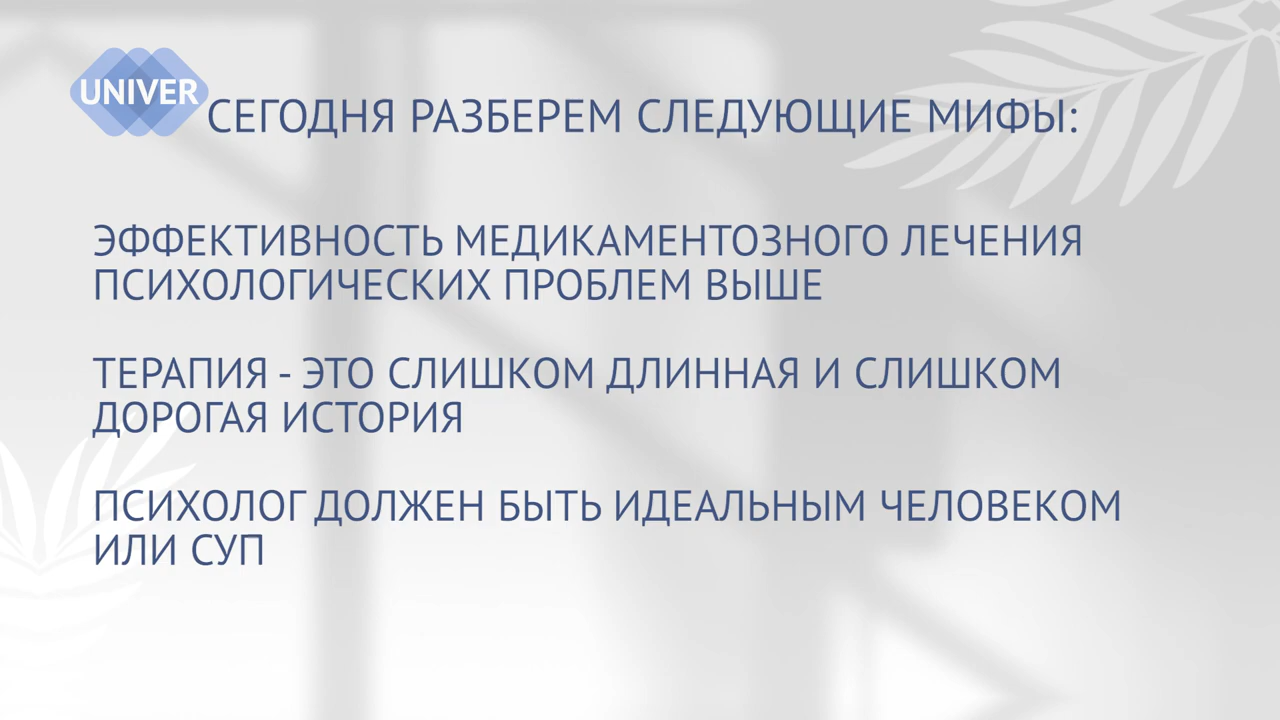 UNIVER
СЕГОДНЯ РАЗБЕРЕМ СЛЕДУЮЩИЕ МИФЫ:
ЭФФЕКТИВНОСТЬ МЕДИКАМЕНТОЗНОГО ЛЕЧЕНИЯ
ПСИХОЛОГИЧЕСКИХ ПРОБЛЕМ ВЫШЕ
ТЕРАПИЯ - ЭТО СЛИШКОМ ДЛИННАЯ И СЛИШКОМ
ДОРОГАЯ ИСТОРИЯ
ПСИХОЛОГ ДОЛЖЕН БЫТЬ ИДЕАЛЬНЫМ ЧЕЛОВЕКОМ
ИЛИ СУП